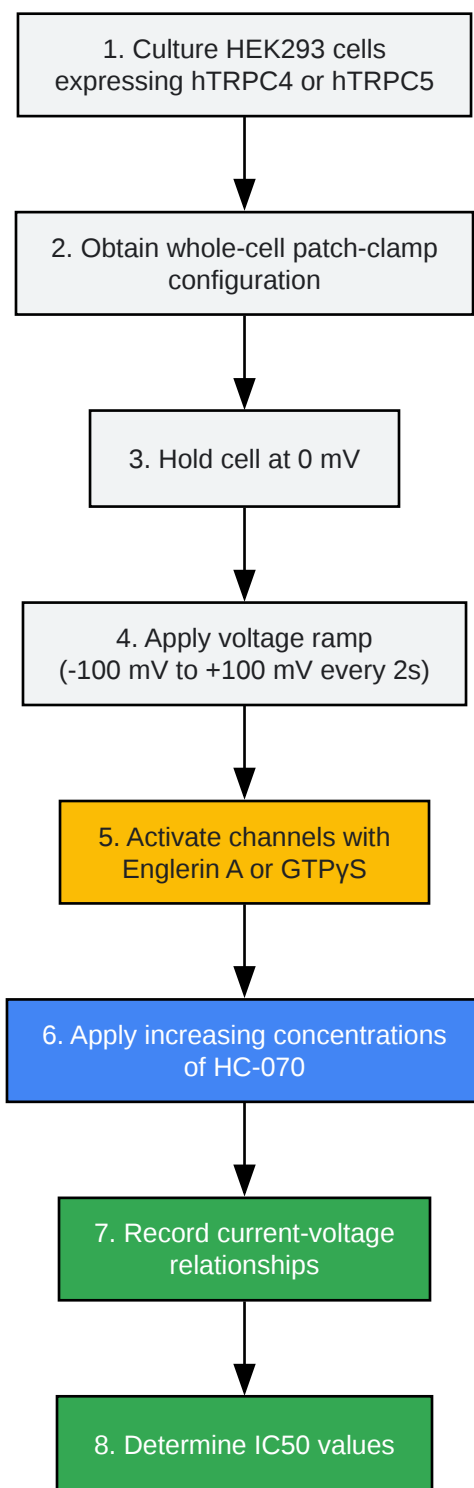 1. Culture HEK293 cells
expressing hTRPC4 or hTRPC5
2. Obtain whole-cell patch-clamp
configuration
3. Hold cell at 0 mV
4. Apply voltage ramp
(-100 mV to +100 mV every 2s)
5. Activate channels with
Englerin A or GTPγS
6. Apply increasing concentrations
of HC-070
7. Record current-voltage
relationships
8. Determine IC50 values